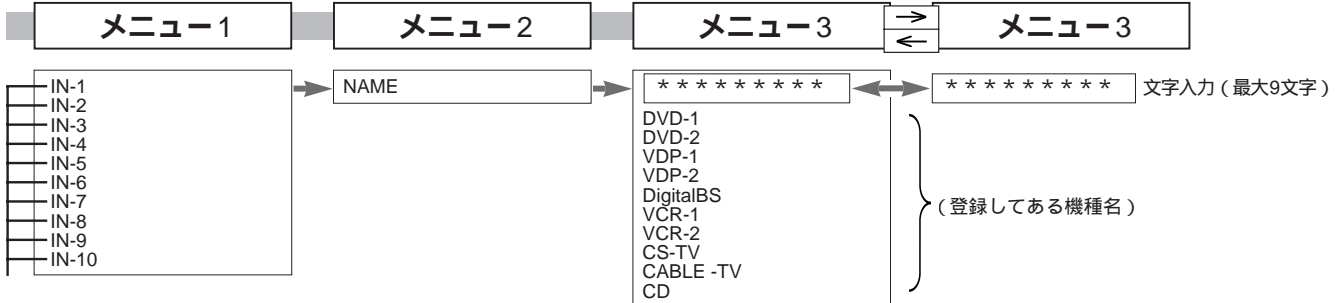 メニュー1 メニュー2 メニュー3 → ← メニュー3
IN-1
IN-2
IN-3
IN-4
IN-5
IN-6
IN-7
IN-8
IN-9
IN-10
NAME
* * * * * * * * *
DVD-1
DVD-2
VDP-1
VDP-2
DigitalBS
VCR-1
VCR-2
CS-TV
CABLE -TV
CD
* * * * * * * * * 文字入力(最大9文字)
(登録してある機種名)